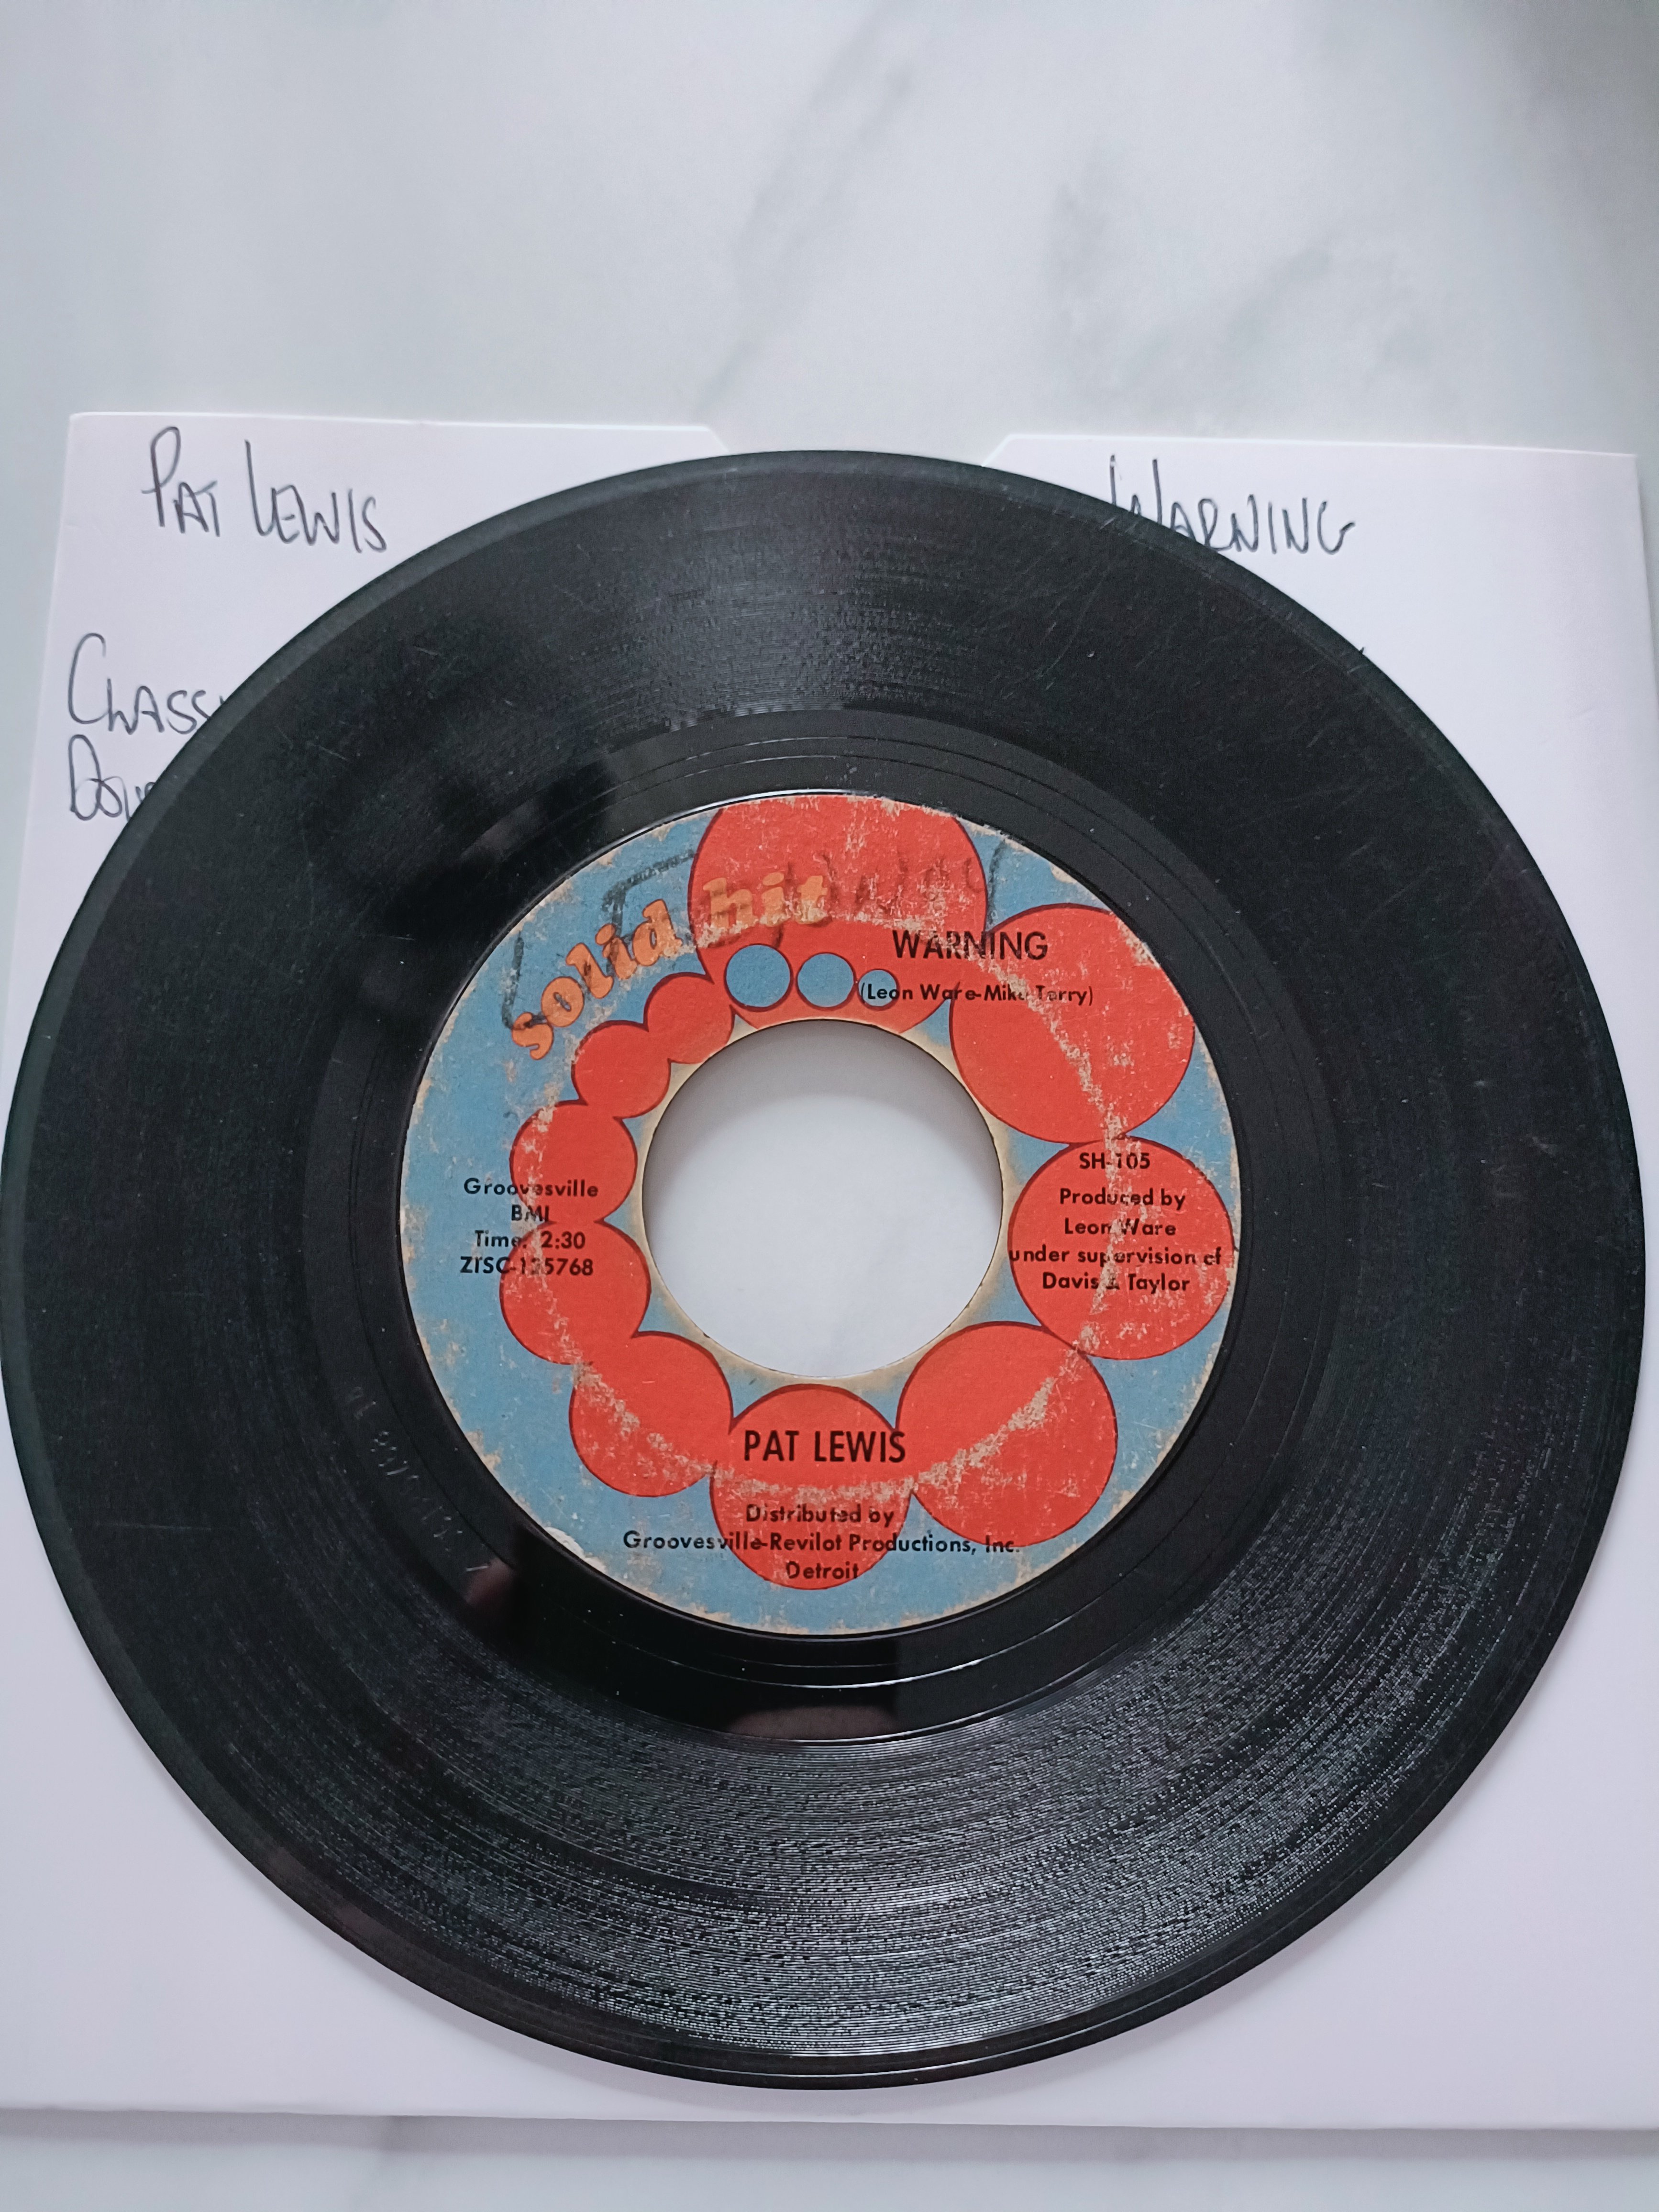 PAT LEWIS
WARNING
solid hit
WARNING
(Leon Ware-Mike Terry)
Groovesville
BMI
Time: 2:30
SH-105
Produced by
Leon Ware
under supervision of
Davis & Taylor
PAT LEWIS
Distributed by
Groovesville-Revilot Productions, Inc.
Detroit